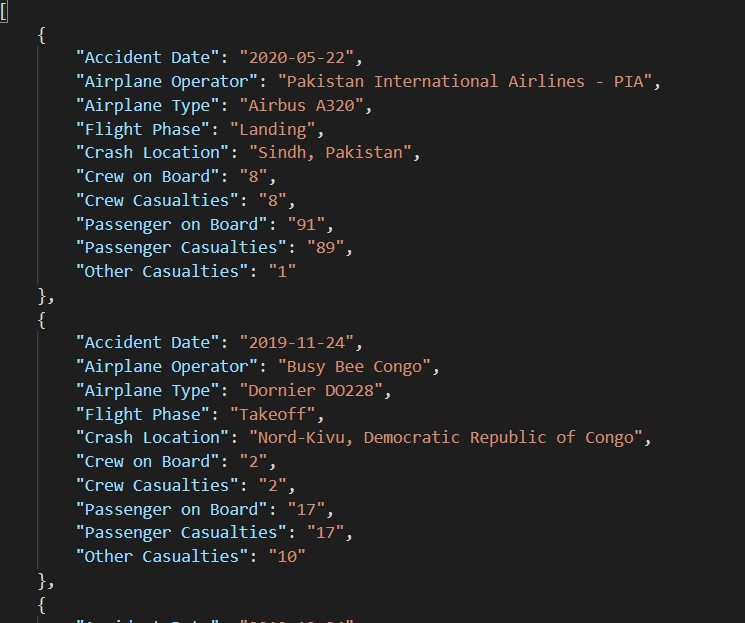 [
{
"Accident Date": "2020-05-22",
"Airplane Operator": "Pakistan International Airlines - PIA",
"Airplane Type": "Airbus A320",
"Flight Phase": "Landing",
"Crash Location": "Sindh, Pakistan",
"Crew on Board": "8",
"Crew Casualties": "8",
"Passenger on Board": "91",
"Passenger Casualties": "89",
"Other Casualties": "1"
},
{
"Accident Date": "2019-11-24",
"Airplane Operator": "Busy Bee Congo",
"Airplane Type": "Dornier DO228",
"Flight Phase": "Takeoff",
"Crash Location": "Nord-Kivu, Democratic Republic of Congo",
"Crew on Board": "2",
"Crew Casualties": "2",
"Passenger on Board": "17",
"Passenger Casualties": "17",
"Other Casualties": "10"
},
{